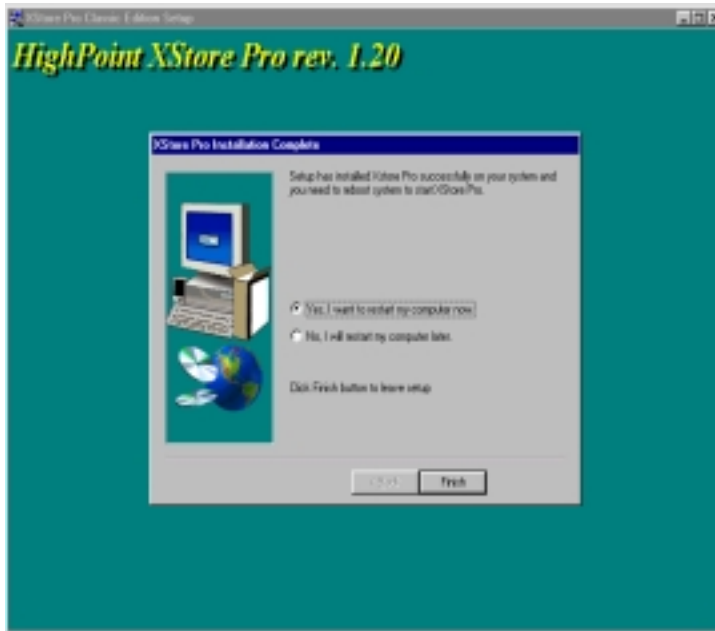 XStore Pro Classic Edition Setup
HighPoint XStore Pro rev. 1.20
XStore Pro Installation Complete
Setup has installed Xstore Pro successfully on your system and
you need to reboot system to start XStore Pro.
Yes, I want to restart my computer now.
No, I will restart my computer later.
Click Finish button to leave setup
Finish